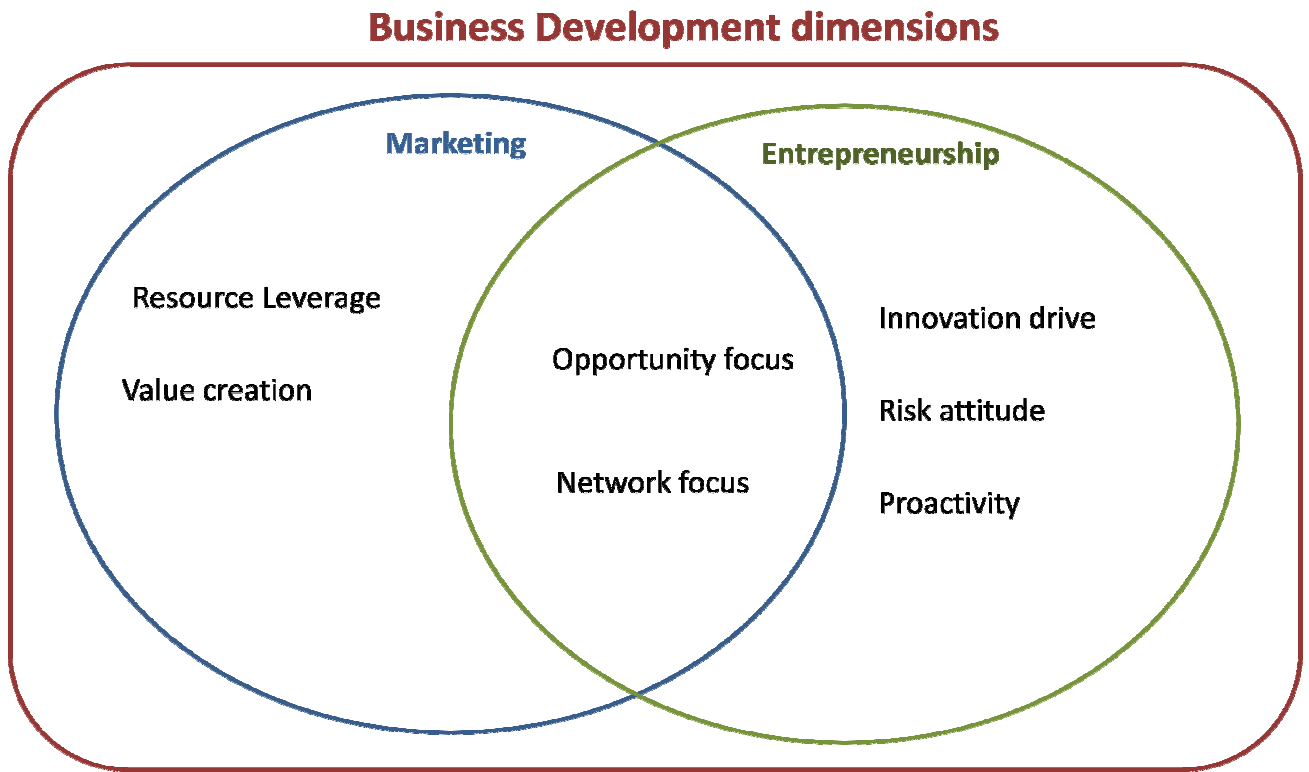 Business Development dimensions
Marketing
Entrepreneurship
Resource Leverage
Value creation
Opportunity focus
Network focus
Innovation drive
Risk attitude
Proactivity